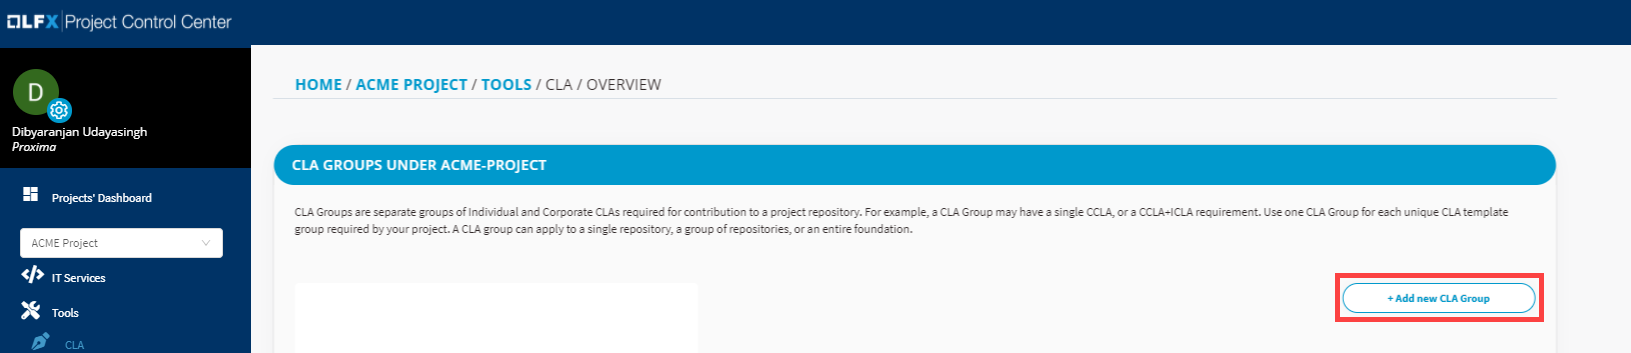 LFX Project Control Center
D
Dibyaranjan Udayasingh
Proxima
Projects' Dashboard
ACME Project
IT Services
Tools
CLA
HOME / ACME PROJECT / TOOLS / CLA / OVERVIEW
CLA GROUPS UNDER ACME-PROJECT
CLA Groups are separate groups of Individual and Corporate CLAs required for contribution to a project repository. For example, a CLA Group may have a single CCLA, or a CCLA+ICLA requirement. Use one CLA Group for each unique CLA template
group required by your project. A CLA group can apply to a single repository, a group of repositories, or an entire foundation.
+ Add new CLA Group